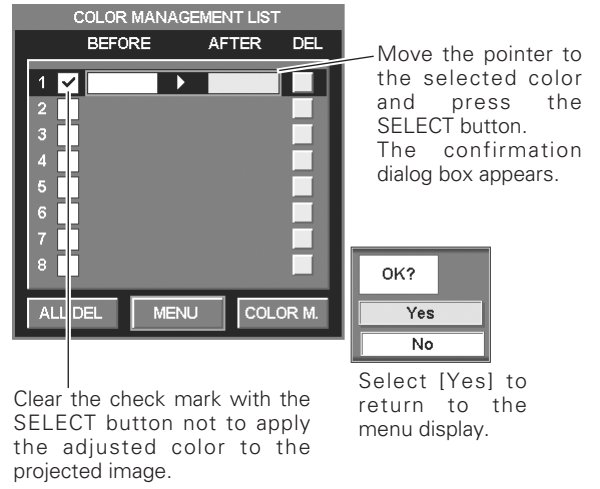 COLOR MANAGEMENT LIST
BEFORE AFTER DEL
1
2
3
4
5
6
7
8
ALL DEL MENU COLOR M.
Move the pointer to
the selected color
and press the
SELECT button.
The confirmation
dialog box appears.
OK?
Yes
No
Select [Yes] to
return to the
menu display.
Clear the check mark with the
SELECT button not to apply
the adjusted color to the
projected image.